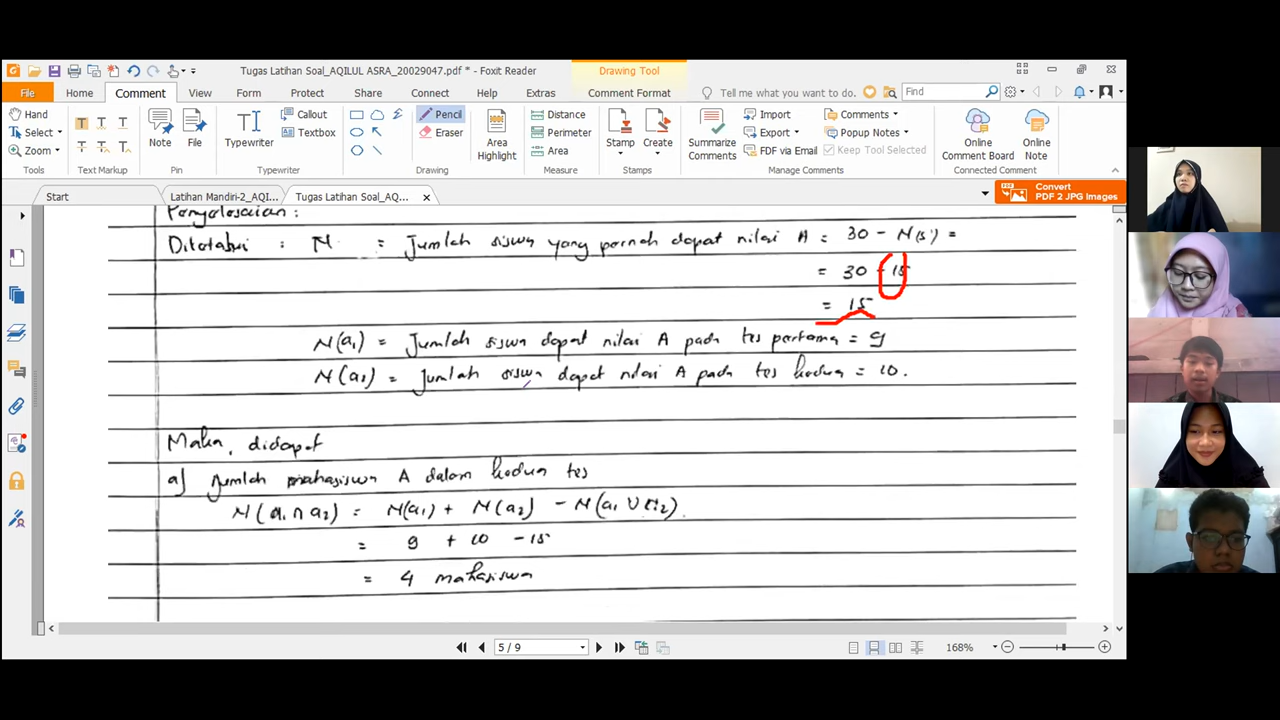 Tugas Latihan Soal_AQILUL ASRA_20029047.pdf * - Foxit Reader
Drawing Tool
File
Home
Comment
View
Form
Protect
Share
Connect
Help
Extras
Comment Format
Tell me what you want to do...
Find
Hand
Select
Zoom
Tools
T T T
T T T
Text Markup
Note
File
Typewriter
Callout
Textbox
Typewriter
Pencil
Eraser
Area Highlight
Drawing
Distance
Perimeter
Area
Measure
Stamp
Create
Stamps
Summarize Comments
Import
Export
FDF via Email
Comments
Popup Notes
Keep Tool Selected
Manage Comments
Online Comment Board
Online Note
Connected Comment
Start
Latihan Mandiri-2_AQI...
Tugas Latihan Soal_AQ...
Convert
PDF 2 JPG Images
Penyelesaian :
Diketahui : N = Jumlah siswa yang pernah dapat nilai A = 30 - N(s') =
= 30 - 15
= 15
N(a1) = Jumlah siswa dapat nilai A pada tes pertama = 9
N(a2) = Jumlah siswa dapat nilai A pada tes kedua = 10.
Maka, didapat
a) Jumlah mahasiswa A dalam kedua tes
N(a1 ∩ a2) = N(a1) + N(a2) - N(a1 ∪ a2).
= 9 + 10 - 15
= 4 mahasiswa
5 / 9
168%